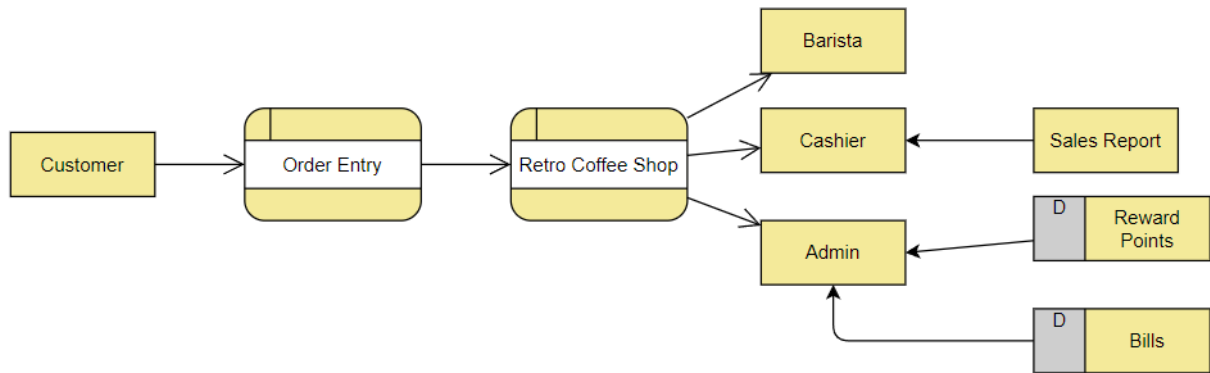 Barista
Customer
Order Entry
Retro Coffee Shop
Cashier
Sales Report
Admin
D
Reward
Points
D
Bills